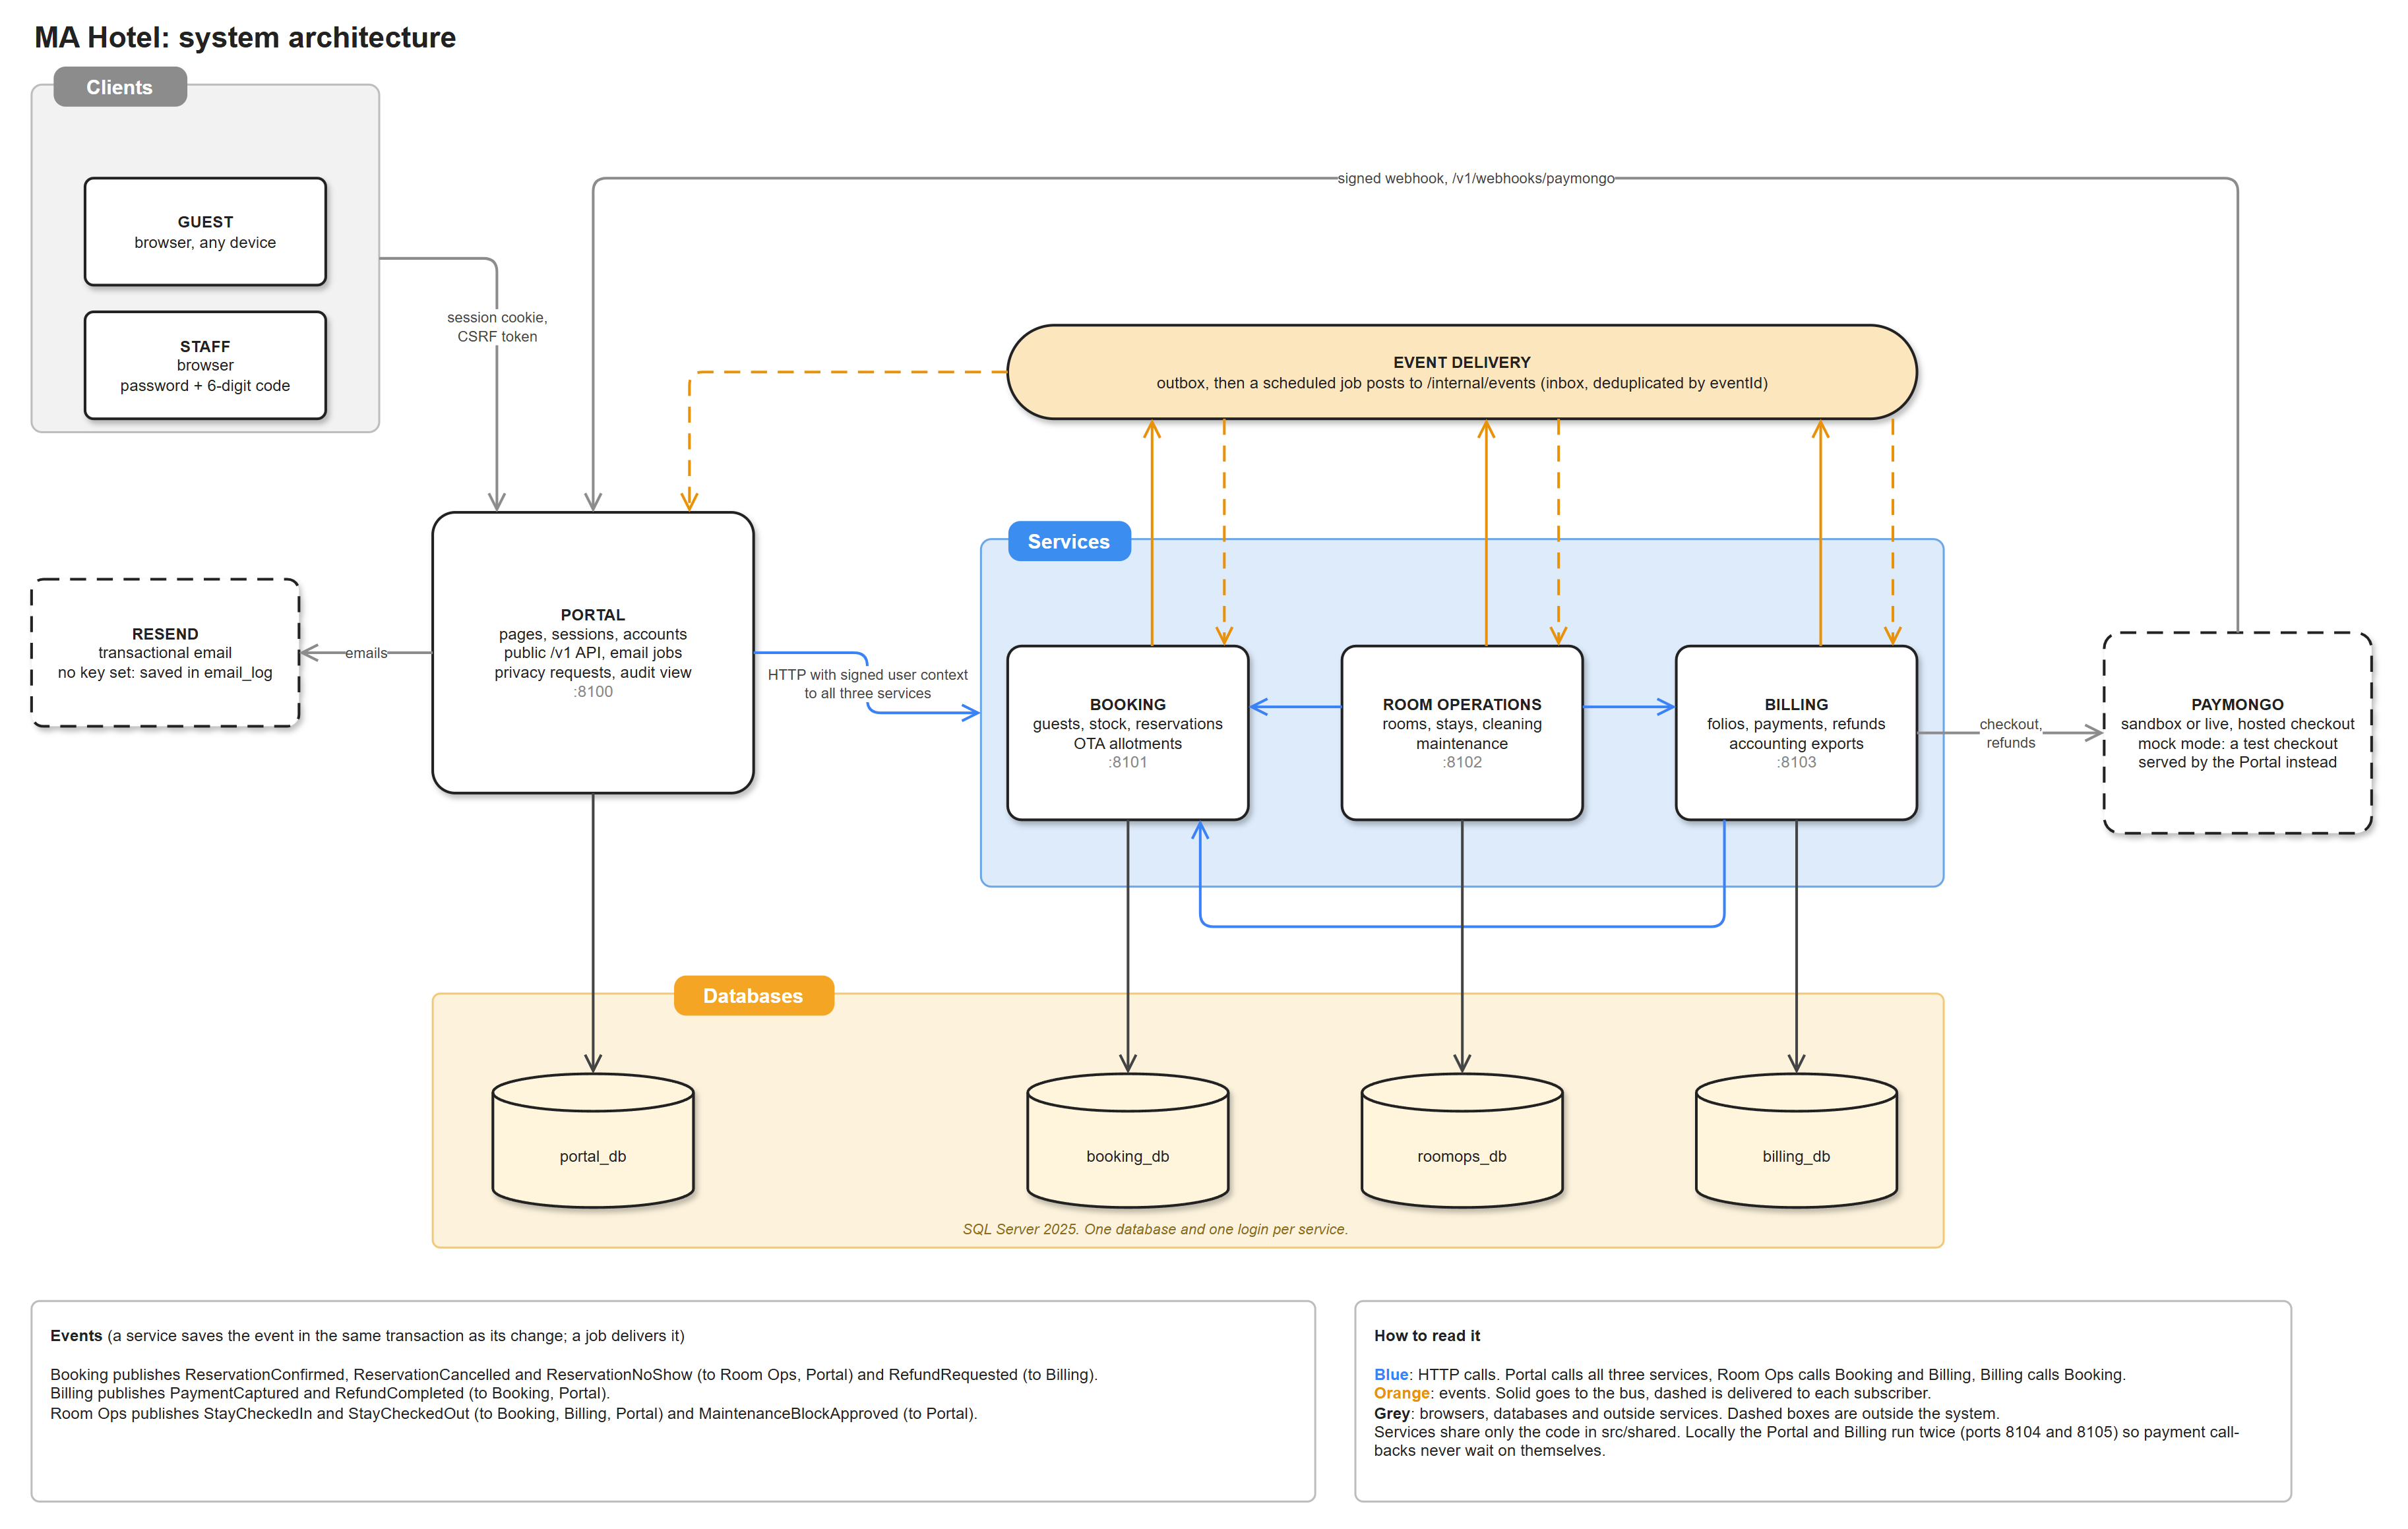 MA Hotel: system architecture
Clients
GUEST
browser, any device
STAFF
browser
password + 6-digit code
session cookie,
CSRF token
signed webhook, /v1/webhooks/paymongo
EVENT DELIVERY
outbox, then a scheduled job posts to /internal/events (inbox, deduplicated by eventId)
RESEND
transactional email
no key set: saved in email_log
emails
PORTAL
pages, sessions, accounts
public /v1 API, email jobs
privacy requests, audit view
:8100
HTTP with signed user context
to all three services
Services
BOOKING
guests, stock, reservations
OTA allotments
:8101
ROOM OPERATIONS
rooms, stays, cleaning
maintenance
:8102
BILLING
folios, payments, refunds
accounting exports
:8103
checkout,
refunds
PAYMONGO
sandbox or live, hosted checkout
mock mode: a test checkout
served by the Portal instead
Databases
portal_db
booking_db
roomops_db
billing_db
SQL Server 2025. One database and one login per service.
Events (a service saves the event in the same transaction as its change; a job delivers it)
Booking publishes ReservationConfirmed, ReservationCancelled and ReservationNoShow (to Room Ops, Portal) and RefundRequested (to Billing).
Billing publishes PaymentCaptured and RefundCompleted (to Booking, Portal).
Room Ops publishes StayCheckedIn and StayCheckedOut (to Booking, Billing, Portal) and MaintenanceBlockApproved (to Portal).
How to read it
Blue: HTTP calls. Portal calls all three services, Room Ops calls Booking and Billing, Billing calls Booking.
Orange: events. Solid goes to the bus, dashed is delivered to each subscriber.
Grey: browsers, databases and outside services. Dashed boxes are outside the system.
Services share only the code in src/shared. Locally the Portal and Billing run twice (ports 8104 and 8105) so payment call-
backs never wait on themselves.